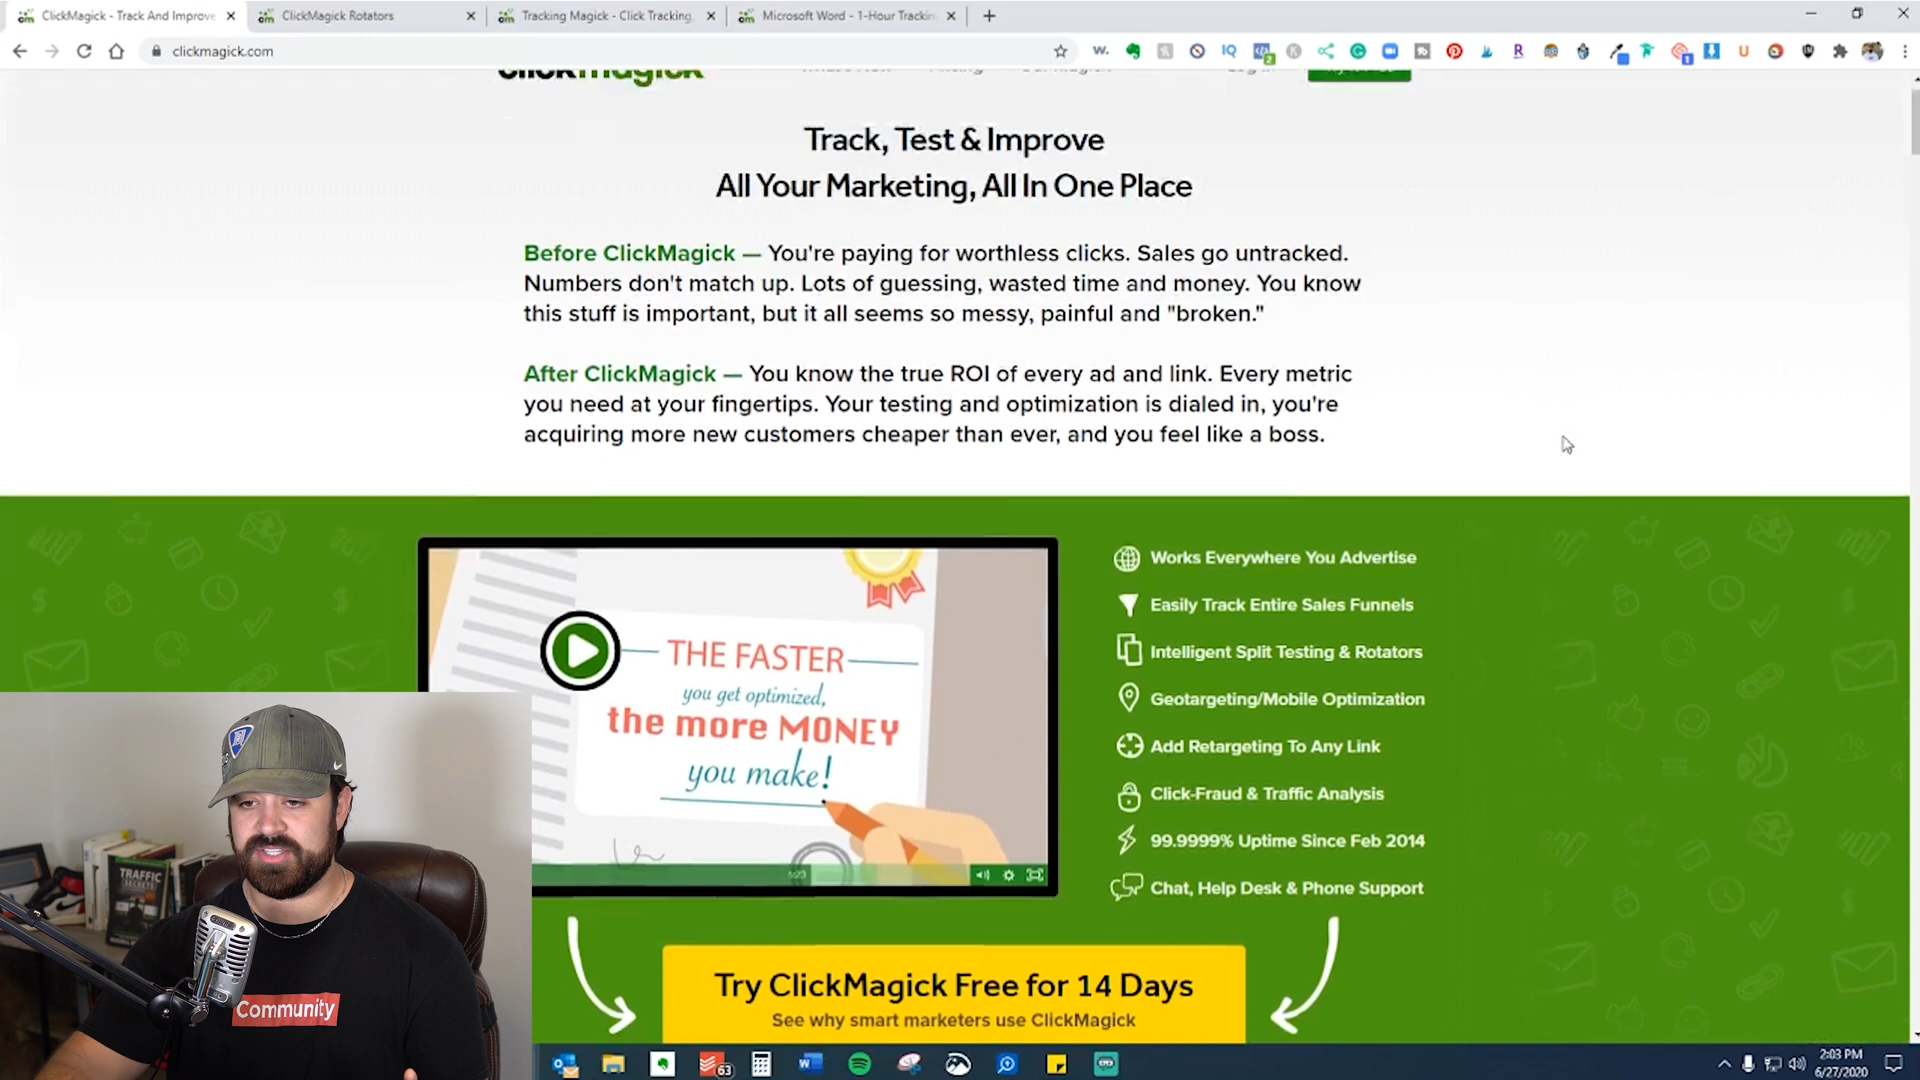 ClickMagick - Track And Improve
ClickMagick Rotators
Tracking Magick - Click Tracking,
Microsoft Word - 1-Hour Trackin
clickmagick.com
clickmagick
Track, Test & Improve
All Your Marketing, All In One Place
Before ClickMagick — You're paying for worthless clicks. Sales go untracked.
Numbers don't match up. Lots of guessing, wasted time and money. You know
this stuff is important, but it all seems so messy, painful and "broken."
After ClickMagick — You know the true ROI of every ad and link. Every metric
you need at your fingertips. Your testing and optimization is dialed in, you're
acquiring more new customers cheaper than ever, and you feel like a boss.
THE FASTER
you get optimized,
the more MONEY
you make!
Works Everywhere You Advertise
Easily Track Entire Sales Funnels
Intelligent Split Testing & Rotators
Geotargeting/Mobile Optimization
Add Retargeting To Any Link
Click-Fraud & Traffic Analysis
99.9999% Uptime Since Feb 2014
Chat, Help Desk & Phone Support
Try ClickMagick Free for 14 Days
See why smart marketers use ClickMagick
TRAFFIC
SECRETS
Community
63
2:03 PM
6/27/2020